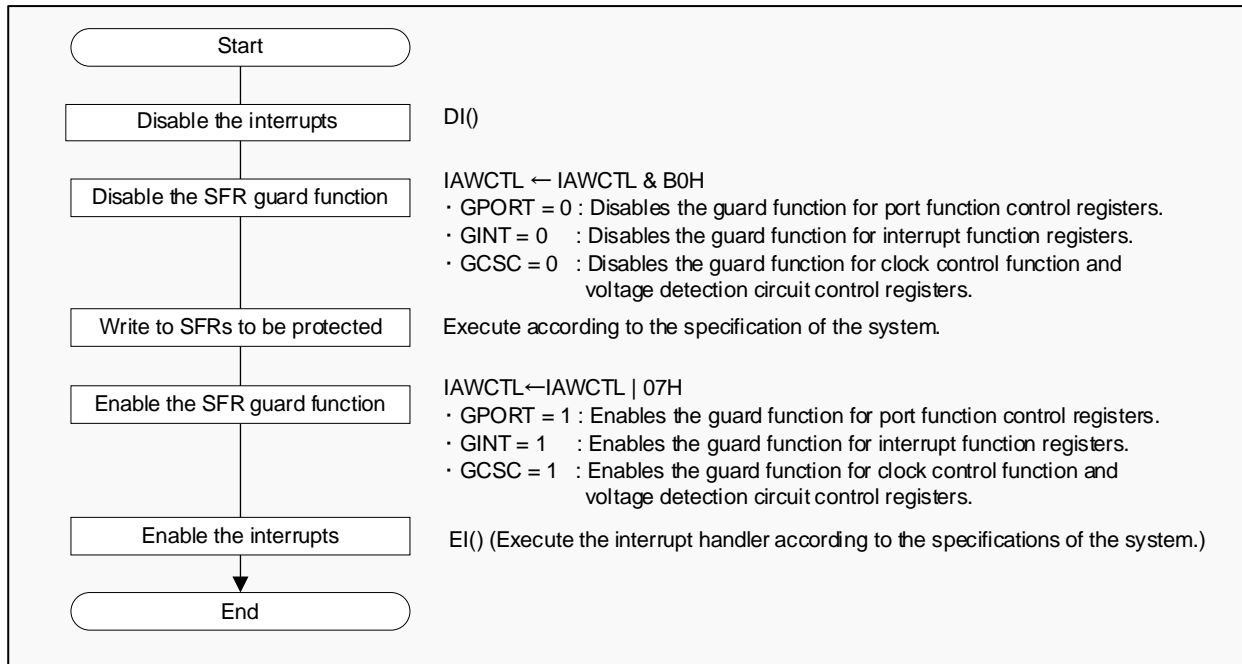 Start
Disable the interrupts
DI()
Disable the SFR guard function
IAWCTL ← IAWCTL & B0H
・GPORT = 0 : Disables the guard function for port function control registers.
・GINT = 0 : Disables the guard function for interrupt function registers.
・GCSC = 0 : Disables the guard function for clock control function and
voltage detection circuit control registers.
Write to SFRs to be protected
Execute according to the specification of the system.
Enable the SFR guard function
IAWCTL←IAWCTL | 07H
・GPORT = 1 : Enables the guard function for port function control registers.
・GINT = 1 : Enables the guard function for interrupt function registers.
・GCSC = 1 : Enables the guard function for clock control function and
voltage detection circuit control registers.
Enable the interrupts
EI() (Execute the interrupt handler according to the specifications of the system.)
End